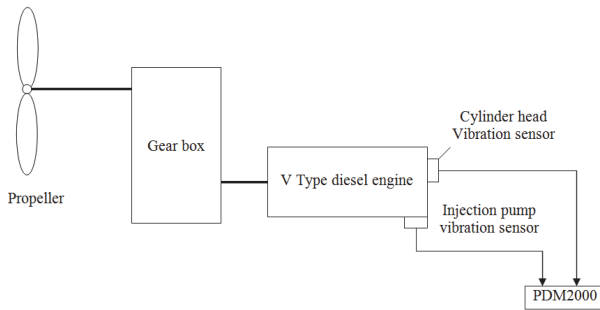 Cylinder head
Vibration sensor
Gear box
V Type diesel engine
Propeller
Injection pump
vibration sensor
PDM2000